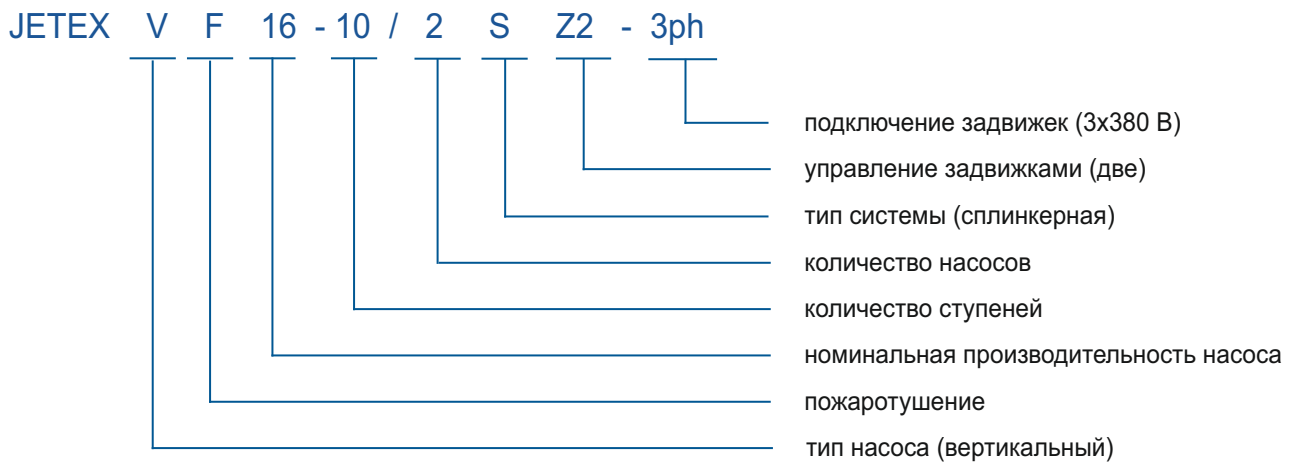 JETEX V F 16 - 10 / 2 S Z2 - 3ph
подключение задвижек (3х380 В)
управление задвижками (две)
тип системы (сплинкерная)
количество насосов
количество ступеней
номинальная производительность насоса
пожаротушение
тип насоса (вертикальный)